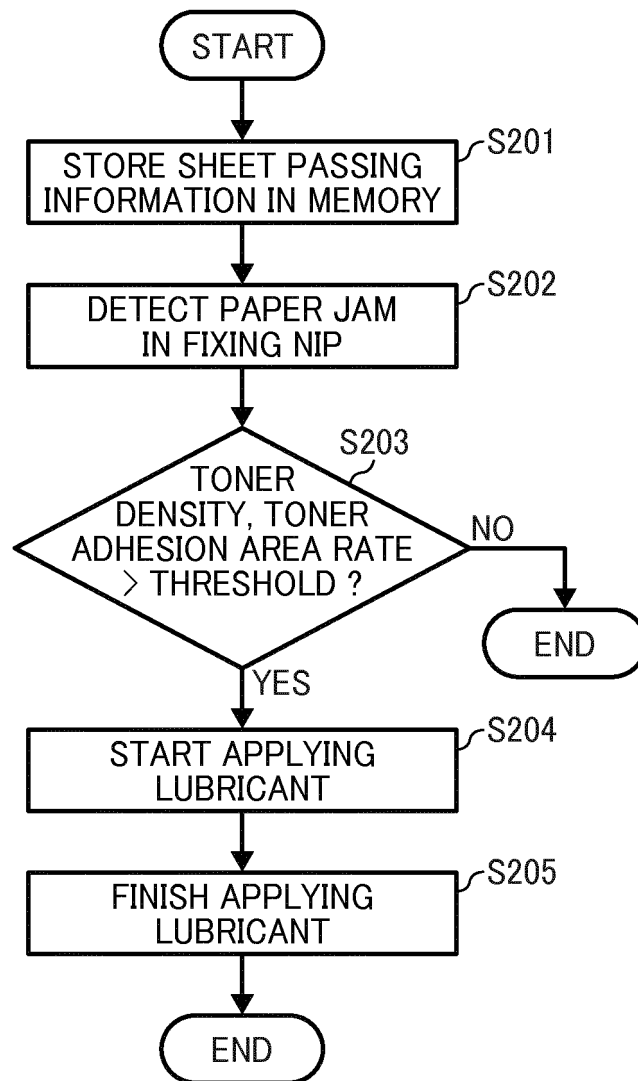 START
S201
STORE SHEET PASSING
INFORMATION IN MEMORY
S202
DETECT PAPER JAM
IN FIXING NIP
S203
TONER
DENSITY, TONER
ADHESION AREA RATE
> THRESHOLD ?
NO
END
YES
S204
START APPLYING
LUBRICANT
S205
FINISH APPLYING
LUBRICANT
END